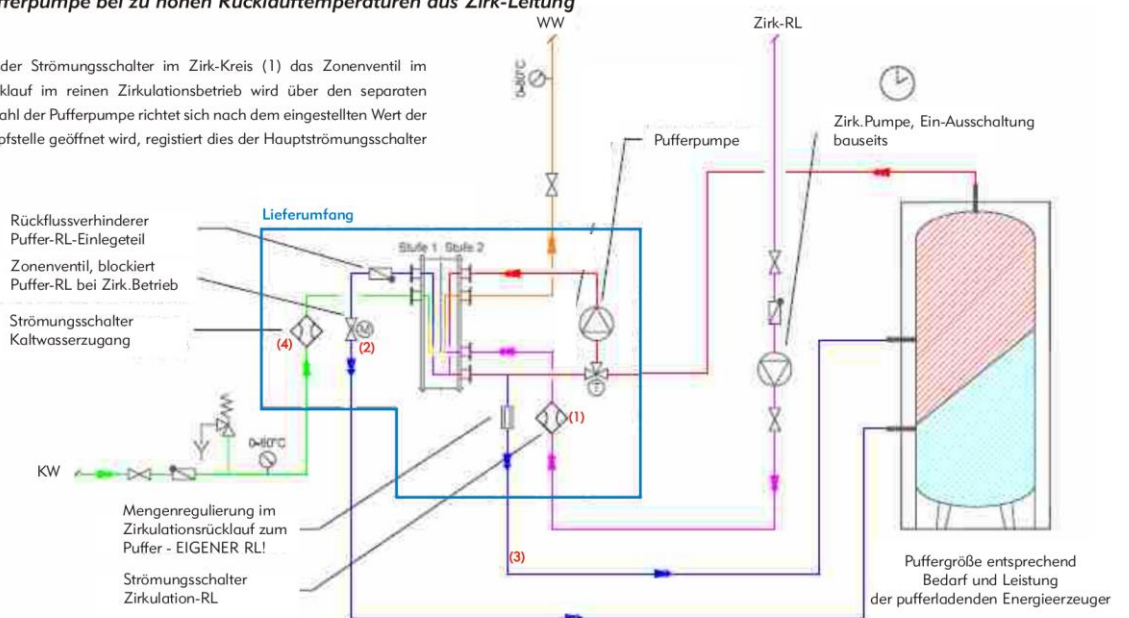 fferpumpe bei zu hohen Rücklauftemperaturen aus Zirk-Leitung
der Strömungsschalter im Zirk-Kreis (1) das Zonenventil im
klauf im reinen Zirkulationsbetrieb wird über den separaten
ahl der Pufferpumpe richtet sich nach dem eingestellten Wert der
pfstelle geöffnet wird, registiert dies der Hauptströmungsschalter
WW
Zirk-RL
0-80°C
Pufferpumpe
Zirk.Pumpe, Ein-Ausschaltung
bauseits
Rückflussverhinderer
Puffer-RL-Einlegeteil
Lieferumfang
Stufe 1 Stufe 2
Zonenventil, blockiert
Puffer-RL bei Zirk.Betrieb
Strömungsschalter
Kaltwasserzugang
(4)
(2)
M
T
(1)
0-60°C
KW
Mengenregulierung im
Zirkulationsrücklauf zum
Puffer - EIGENER RL!
(3)
Strömungsschalter
Zirkulation-RL
Puffergröße entsprechend
Bedarf und Leistung
der pufferladenden Energieerzeuger